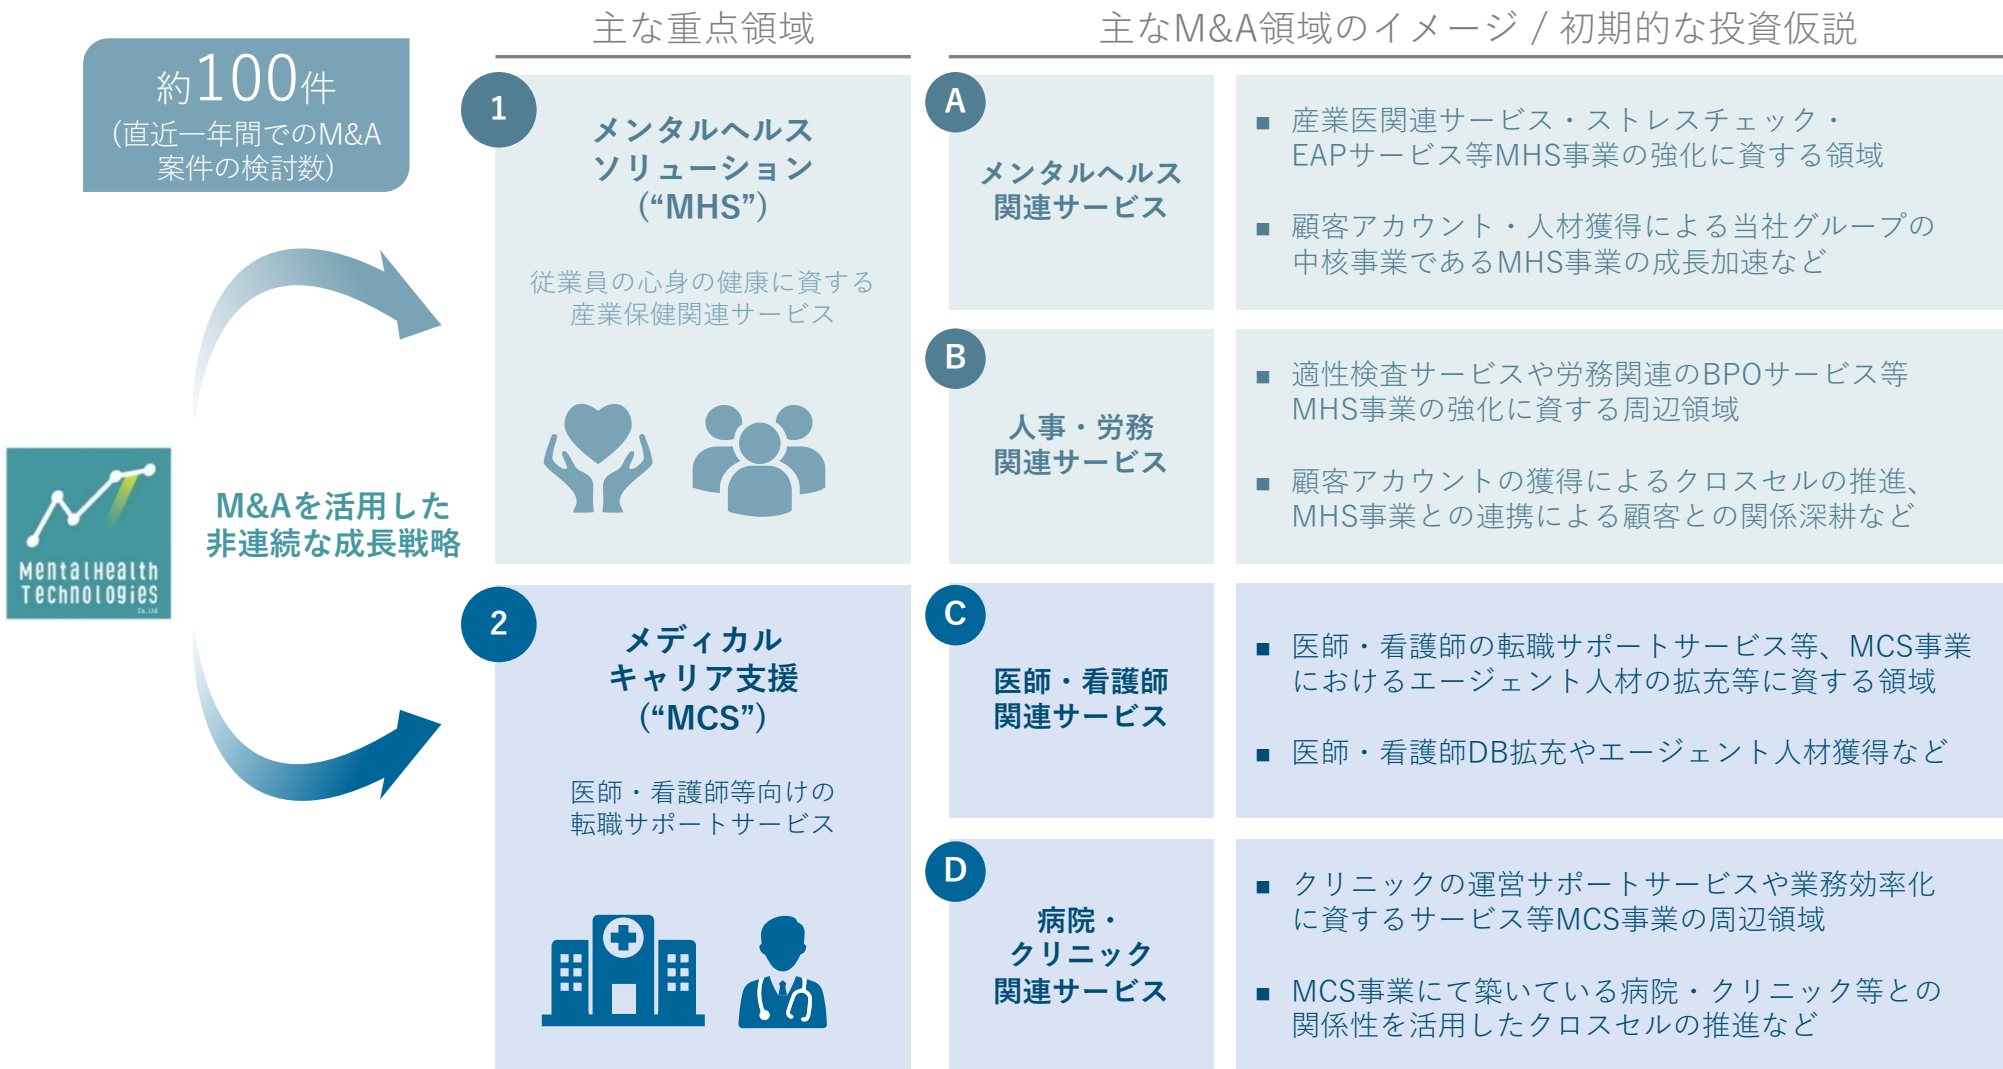 主な重点領域
主なM&A領域のイメージ / 初期的な投資仮説
約100件
(直近一年間でのM&A
案件の検討数)
MentalHealth
Technologies
Co.,Ltd.
M&Aを活用した
非連続な成長戦略
1
メンタルヘルス
ソリューション
(“MHS”)
従業員の心身の健康に資する
産業保健関連サービス
A
メンタルヘルス
関連サービス
■ 産業医関連サービス・ストレスチェック・
EAPサービス等MHS事業の強化に資する領域
■ 顧客アカウント・人材獲得による当社グループの
中核事業であるMHS事業の成長加速など
B
人事・労務
関連サービス
■ 適性検査サービスや労務関連のBPOサービス等
MHS事業の強化に資する周辺領域
■ 顧客アカウントの獲得によるクロスセルの推進、
MHS事業との連携による顧客との関係深耕など
2
メディカル
キャリア支援
(“MCS”)
医師・看護師等向けの
転職サポートサービス
C
医師・看護師
関連サービス
■ 医師・看護師の転職サポートサービス等、MCS事業
におけるエージェント人材の拡充等に資する領域
■ 医師・看護師DB拡充やエージェント人材獲得など
D
病院・
クリニック
関連サービス
■ クリニックの運営サポートサービスや業務効率化
に資するサービス等MCS事業の周辺領域
■ MCS事業にて築いている病院・クリニック等との
関係性を活用したクロスセルの推進など